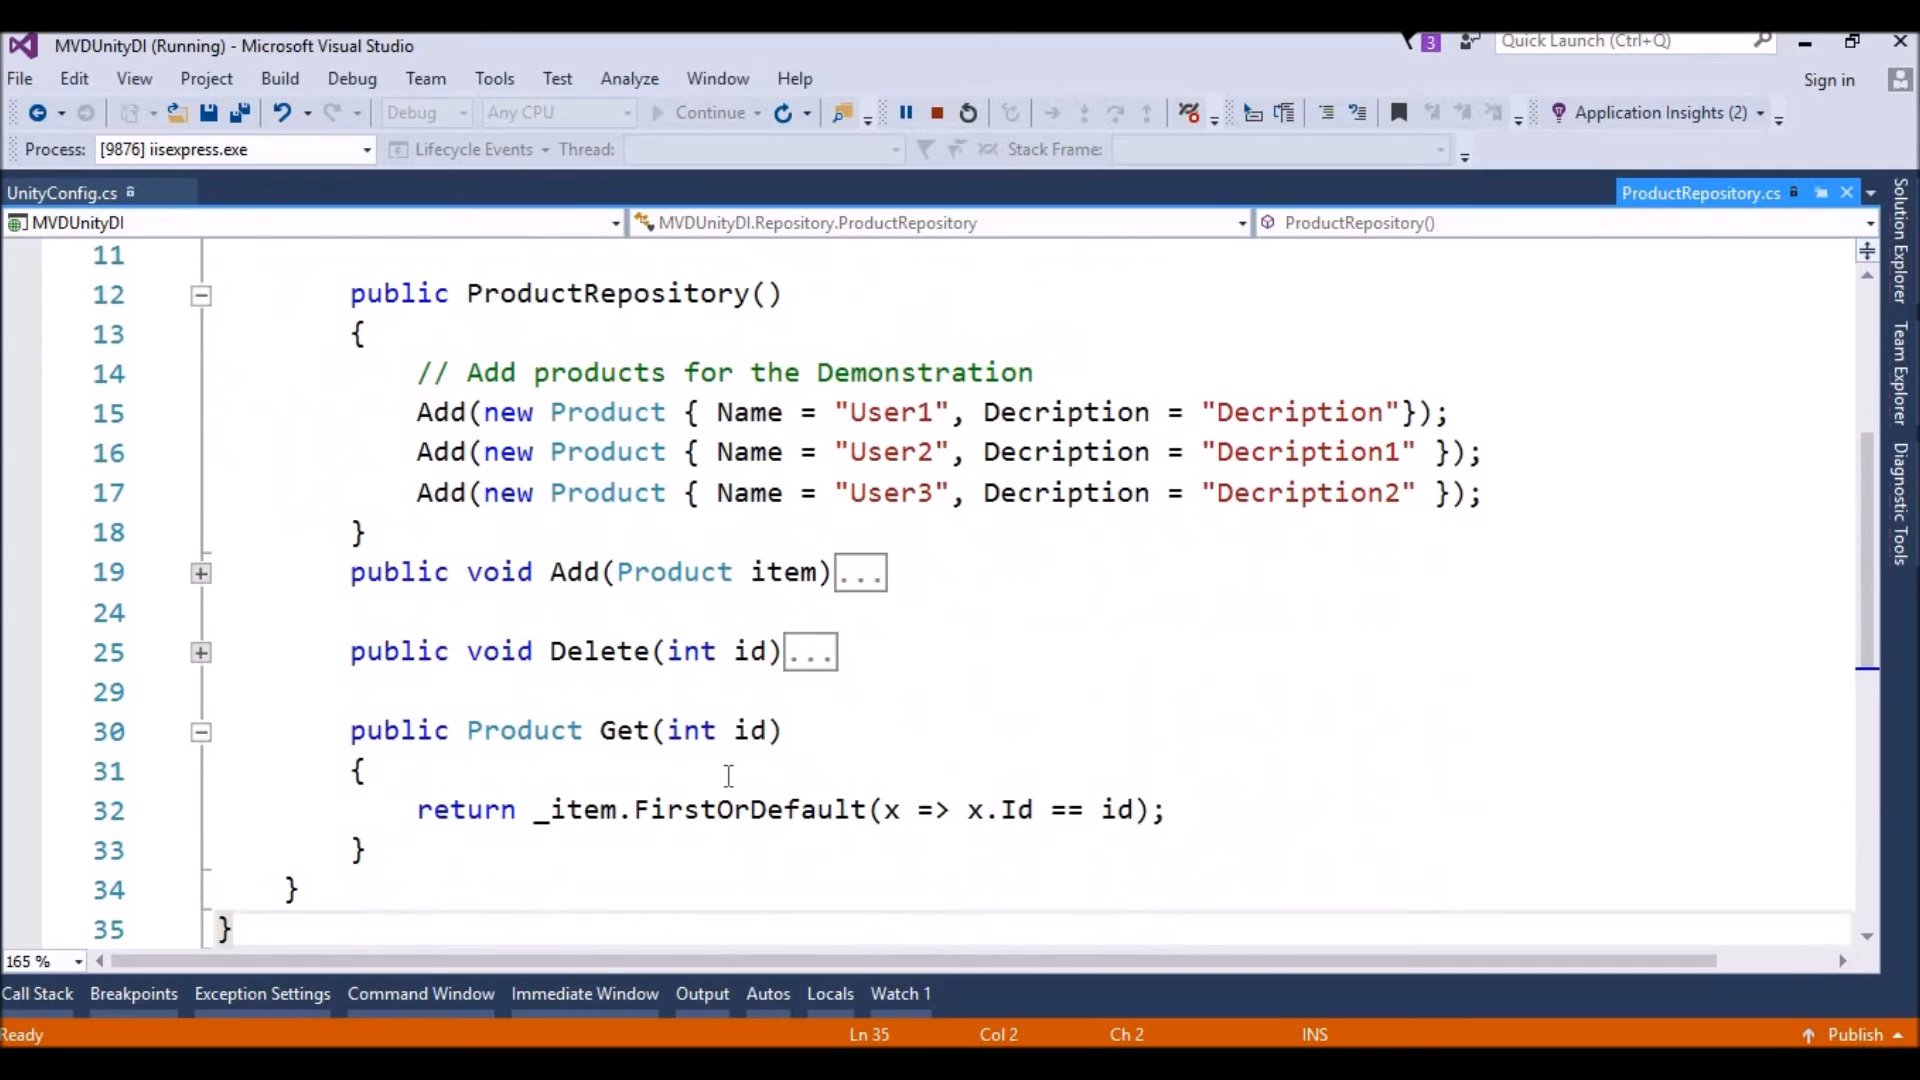 MVDUnityDI (Running) - Microsoft Visual Studio
3
Quick Launch (Ctrl+Q)
File Edit View Project Build Debug Team Tools Test Analyze Window Help
Sign in
Debug Any CPU Continue Application Insights (2)
Process: [9876] iisexpress.exe Lifecycle Events Thread: Stack Frame:
UnityConfig.cs ProductRepository.cs
MVDUnityDI MVDUnityDI.Repository.ProductRepository ProductRepository()
11
12 public ProductRepository()
13 {
14 // Add products for the Demonstration
15 Add(new Product { Name = "User1", Decription = "Decription"});
16 Add(new Product { Name = "User2", Decription = "Decription1" });
17 Add(new Product { Name = "User3", Decription = "Decription2" });
18 }
19 public void Add(Product item)...
24
25 public void Delete(int id)...
29
30 public Product Get(int id)
31 {
32 return _item.FirstOrDefault(x => x.Id == id);
33 }
34 }
35 }
165 %
Solution Explorer
Team Explorer
Diagnostic Tools
Call Stack Breakpoints Exception Settings Command Window Immediate Window Output Autos Locals Watch 1
Ready Ln 35 Col 2 Ch 2 INS Publish